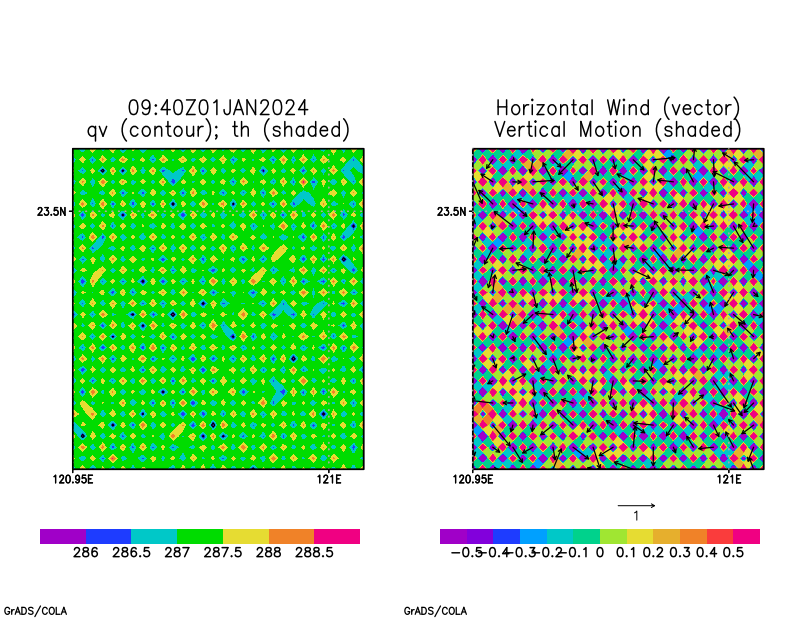 09:40Z01JAN2024
qv (contour); th (shaded)
23.5N
120.95E 121E
286 286.5 287 287.5 288 288.5
GrADS/COLA
Horizontal Wind (vector)
Vertical Motion (shaded)
23.5N
120.95E 121E
1
-0.5 -0.4 -0.3 -0.2 -0.1 0 0.1 0.2 0.3 0.4 0.5
GrADS/COLA